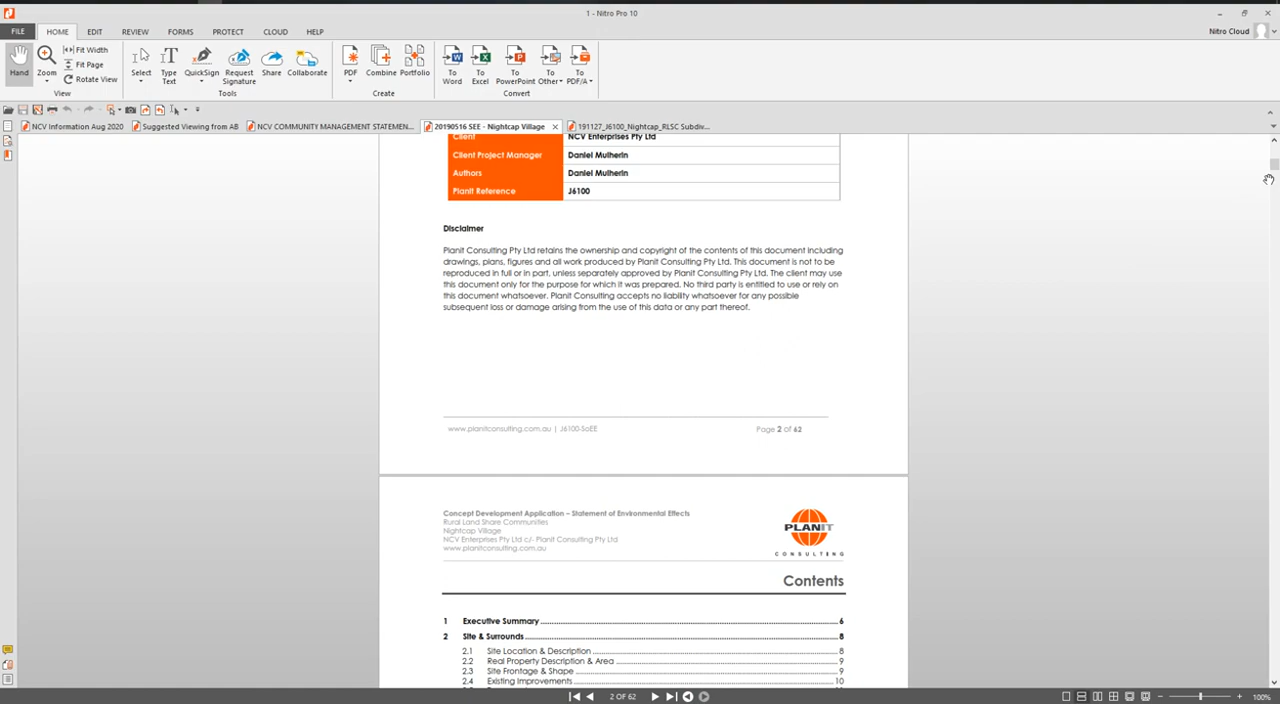 1 - Nitro Pro 10
FILE HOME EDIT REVIEW FORMS PROTECT CLOUD HELP
Nitro Cloud
Hand
Zoom
Fit Width
Fit Page
Rotate View
View
Select
Type Text
QuickSign
Request Signature
Share
Collaborate
Tools
PDF
Combine
Portfolio
Create
To Word
To Excel
To PowerPoint
To Other
To PDF/A
Convert
NCV Information Aug 2020
Suggested Viewing from AB
NCV COMMUNITY MANAGEMENT STATEMEN...
20190516 SEE - Nightcap Village
191127_J6100_Nightcap_RLSC Subdiv...
Client NCV Enterprises Pty Ltd
Client Project Manager Daniel Mulherin
Authors Daniel Mulherin
Planit Reference J6100
Disclaimer
Planit Consulting Pty Ltd retains the ownership and copyright of the contents of this document including
drawings, plans, figures and all work produced by Planit Consulting Pty Ltd. This document is not to be
reproduced in full or in part, unless separately approved by Planit Consulting Pty Ltd. The client may use
this document only for the purpose for which it was prepared. No third party is entitled to use or rely on
this document whatsoever. Planit Consulting accepts no liability whatsoever for any possible
subsequent loss or damage arising from the use of this data or any part thereof.
www.planitconsulting.com.au | J6100-SoEE
Page 2 of 62
Concept Development Application – Statement of Environmental Effects
Rural Land Share Communities
Nightcap Village
NCV Enterprises Pty Ltd c/- Planit Consulting Pty Ltd
www.planitconsulting.com.au
PLANIT
CONSULTING
Contents
1 Executive Summary 6
2 Site & Surrounds 8
2.1 Site Location & Description 8
2.2 Real Property Description & Area 9
2.3 Site Frontage & Shape 9
2.4 Existing Improvements 10
2 OF 62
100%